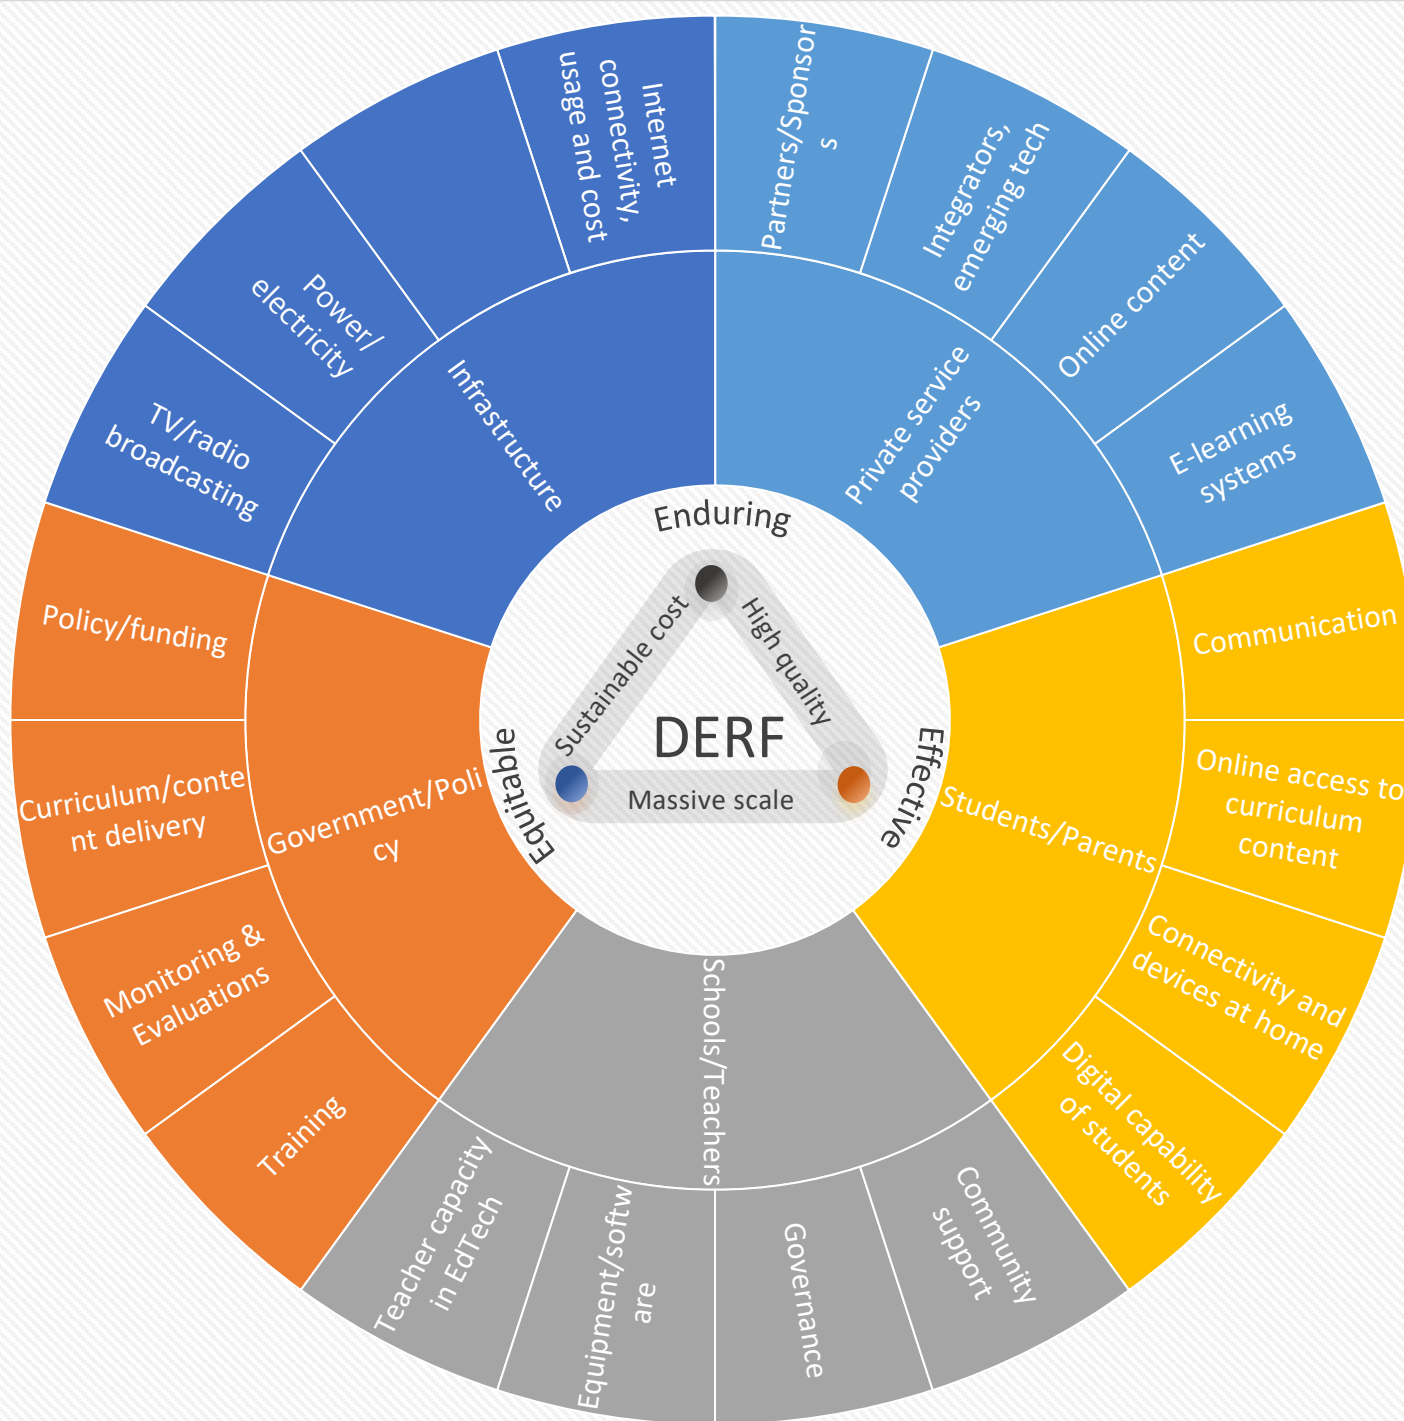 Partners/Sponsor
s
Integrators,
emerging tech
Online content
E-learning
systems
Private service
providers
Communication
Online access to
curriculum
content
Connectivity and
devices at home
Digital capability
of students
Students/Parents
Community
support
Governance
Equipment/softw
are
Teacher capacity
in EdTech
Schools/Teachers
Training
Monitoring &
Evaluations
Curriculum/conte
nt delivery
Policy/funding
Government/Poli
cy
TV/radio
broadcasting
Power/
electricity
Internet
connectivity,
usage and cost
Infrastructure
Enduring
Sustainable cost
High quality
DERF
Massive scale
Equitable
Effective